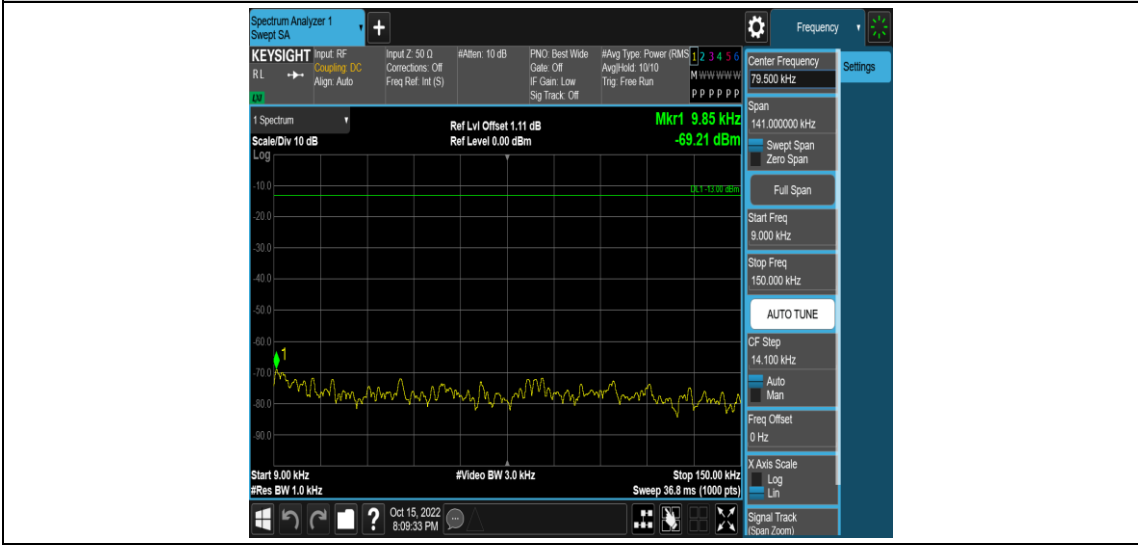 Spectrum Analyzer 1
Swept SA
+
Frequency
KEYSIGHT
RL
LM
Input: RF
Coupling: DC
Align: Auto
Input Z: 50 Ω
Corrections: Off
Freq Ref: Int (S)
#Atten: 10 dB
PNO: Best Wide
Gate: Off
IF Gain: Low
Sig Track: Off
#Avg Type: Power (RMS
Avg|Hold: 10/10
Trig: Free Run
1 2 3 4 5 6
M W W W W W
P P P P P P
1 Spectrum
Scale/Div 10 dB
Log
Ref Lvl Offset 1.11 dB
Ref Level 0.00 dBm
Mkr1 9.85 kHz
-69.21 dBm
DL1 -13.00 dBm
-10.0
-20.0
-30.0
-40.0
-50.0
-60.0
-70.0
-80.0
-90.0
1
Start 9.00 kHz
#Res BW 1.0 kHz
#Video BW 3.0 kHz
Stop 150.00 kHz
Sweep 36.8 ms (1000 pts)
Center Frequency
79.500 kHz
Settings
Span
141.000000 kHz
Swept Span
Zero Span
Full Span
Start Freq
9.000 kHz
Stop Freq
150.000 kHz
AUTO TUNE
CF Step
14.100 kHz
Auto
Man
Freq Offset
0 Hz
X Axis Scale
Log
Lin
Signal Track
(Span Zoom)
?
Oct 15, 2022
8:09:33 PM